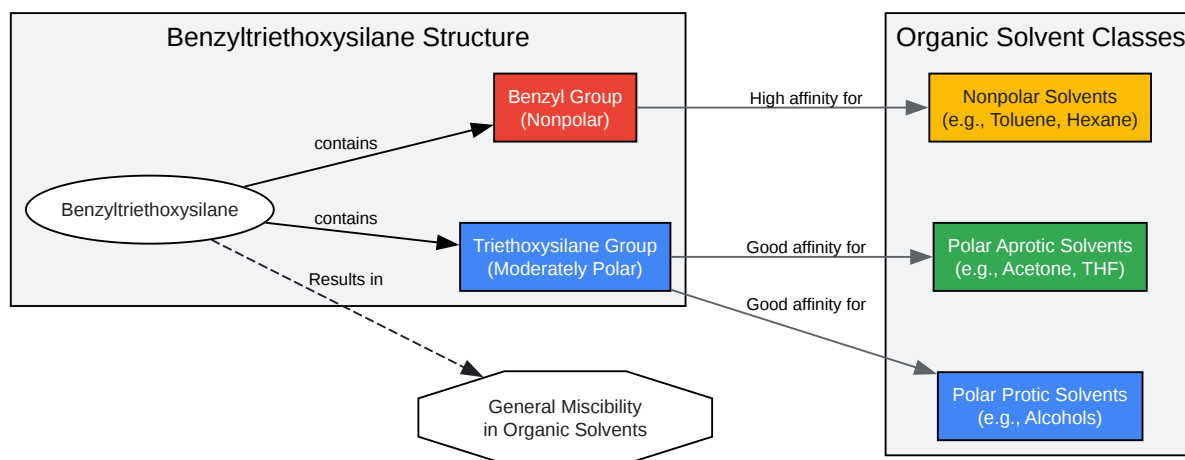 Benzyltriethoxysilane Structure
Organic Solvent Classes
Benzyl Group
(Nonpolar)
High affinity for
Nonpolar Solvents
(e.g., Toluene, Hexane)
contains
Benzyltriethoxysilane
contains
Triethoxysilane Group
(Moderately Polar)
Good affinity for
Polar Aprotic Solvents
(e.g., Acetone, THF)
Results in
Good affinity for
General Miscibility
in Organic Solvents
Polar Protic Solvents
(e.g., Alcohols)